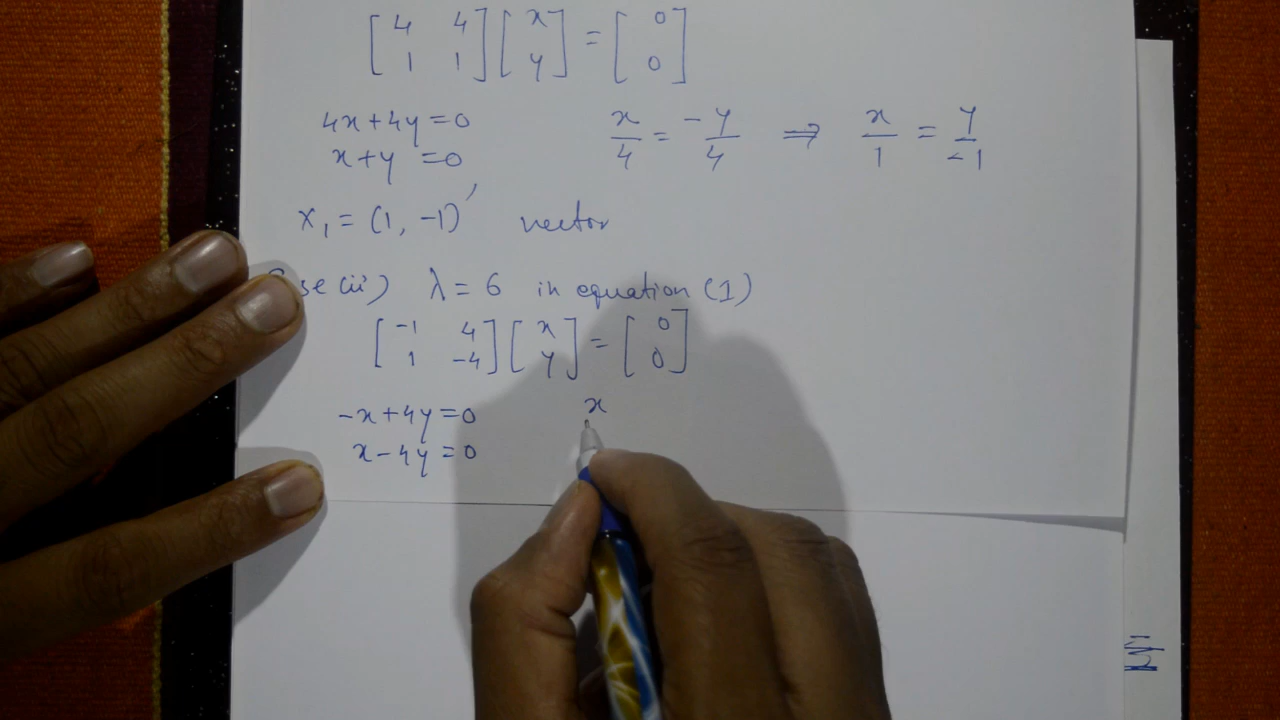 [4 4; 1 1] [x; y] = [0; 0]
4x+4y=0 x/4 = -y/4 ⇒ x/1 = y/-1
x+y =0
x₁ = (1, -1)' vector
se (ii) λ = 6 in equation (1)
[-1 4; 1 -4] [x; y] = [0; 0]
-x+4y=0 x
x-4y=0